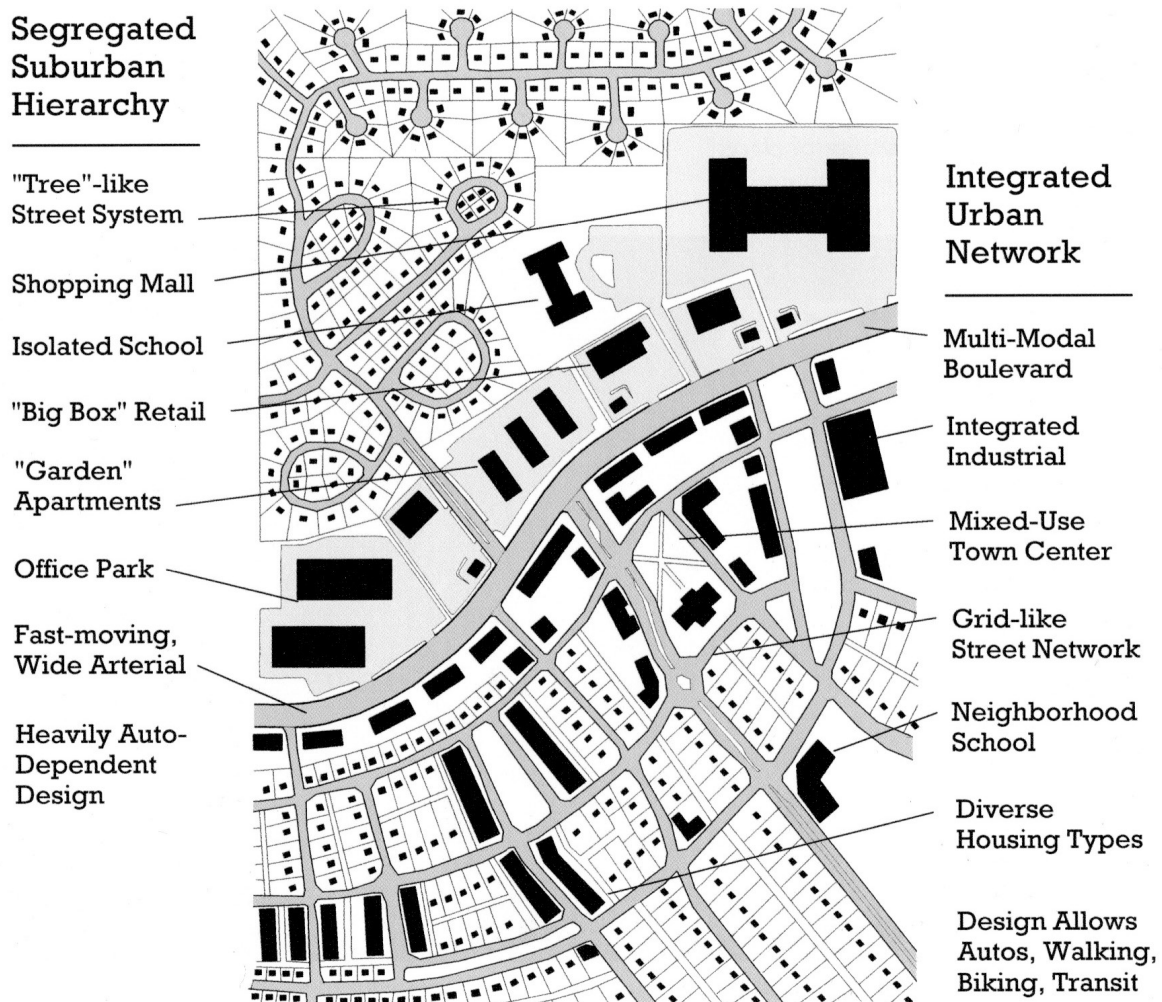 Segregated
Suburban
Hierarchy
"Tree"-like
Street System
Shopping Mall
Isolated School
"Big Box" Retail
"Garden"
Apartments
Office Park
Fast-moving,
Wide Arterial
Heavily Auto-
Dependent
Design
Integrated
Urban
Network
Multi-Modal
Boulevard
Integrated
Industrial
Mixed-Use
Town Center
Grid-like
Street Network
Neighborhood
School
Diverse
Housing Types
Design Allows
Autos, Walking,
Biking, Transit